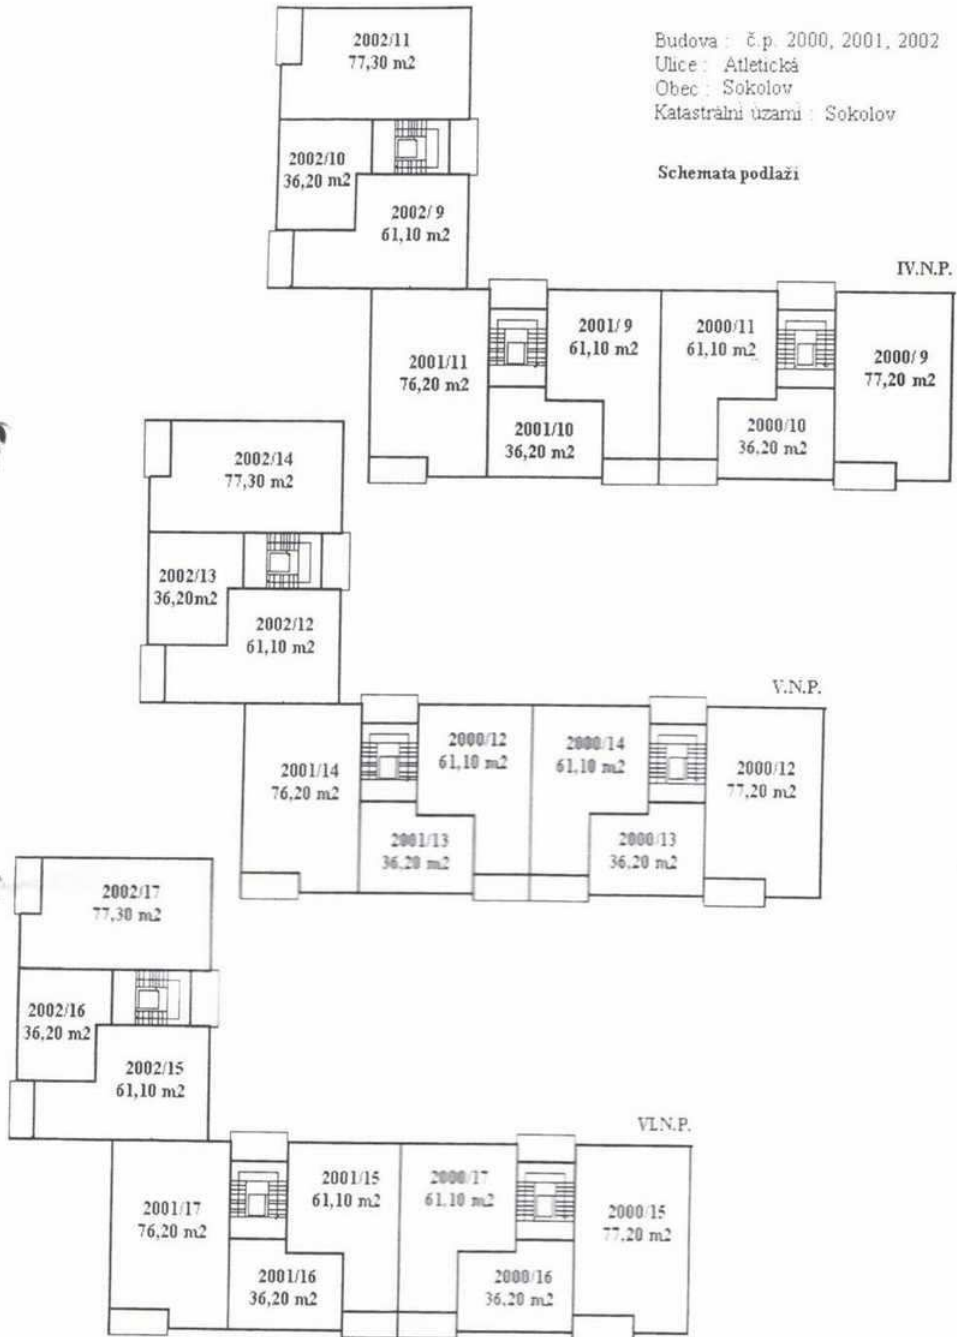 Budova : č.p. 2000, 2001, 2002
Ulice : Atletická
Obec : Sokolov
Katastrální územi : Sokolov
Schemata podlaži
2002/11
77,30 m2
2002/10
36,20 m2
2002/ 9
61,10 m2
IV.N.P.
2001/11
76,20 m2
2001/ 9
61,10 m2
2001/10
36,20 m2
2000/11
61,10 m2
2000/10
36,20 m2
2000/ 9
77,20 m2
2002/14
77,30 m2
2002/13
36,20m2
2002/12
61,10 m2
V.N.P.
2001/14
76,20 m2
2000/12
61,10 m2
2001/13
36,20 m2
2000/14
61,10 m2
2000/13
36,20 m2
2000/12
77,20 m2
2002/17
77,30 m2
2002/16
36,20 m2
2002/15
61,10 m2
VI.N.P.
2001/17
76,20 m2
2001/15
61,10 m2
2001/16
36,20 m2
2000/17
61,10 m2
2000/16
36,20 m2
2000/15
77,20 m2